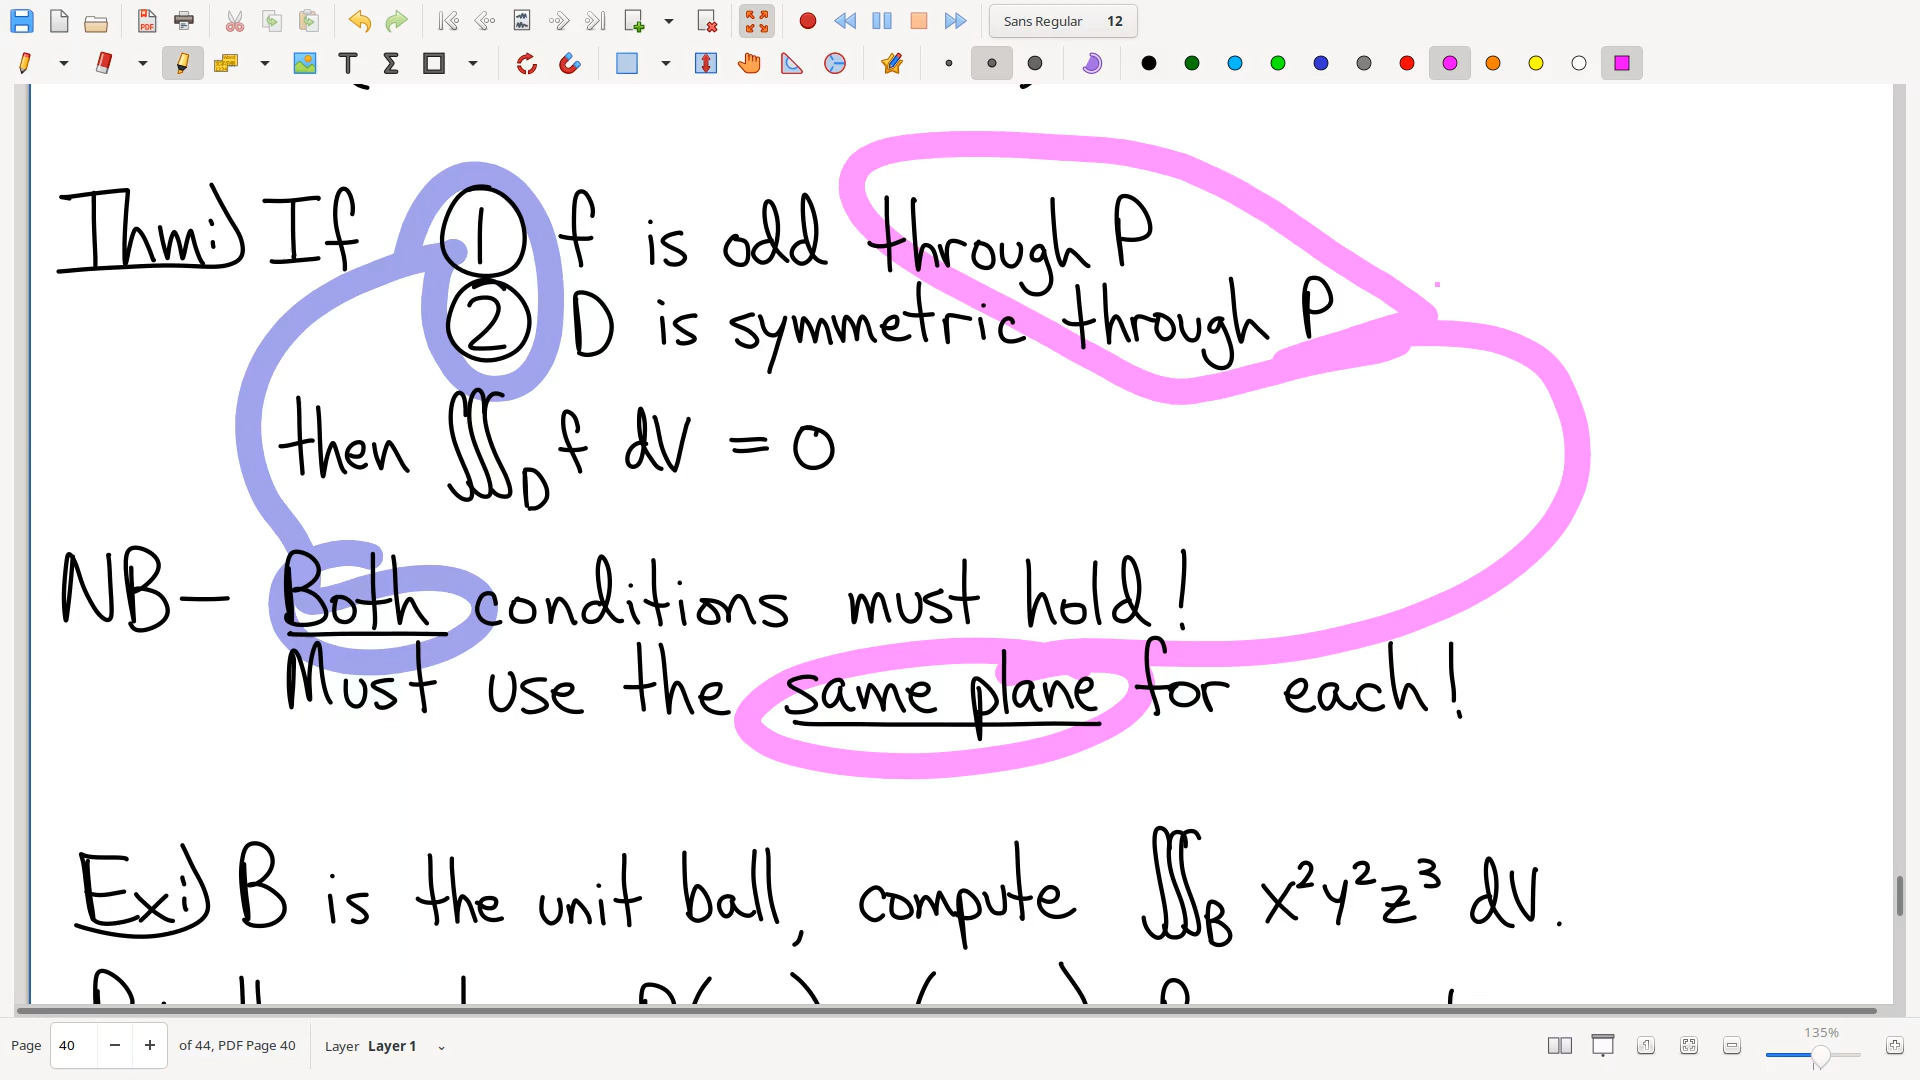 Sans Regular 12
Thm:) If ① f is odd through P
② D is symmetric through P
then ∭_D f dV = 0
NB— Both conditions must hold!
Must use the same plane for each!
Ex:) B is the unit ball, compute ∭_B x²y²z³ dV.
Page 40 − + of 44, PDF Page 40 Layer Layer 1 135%